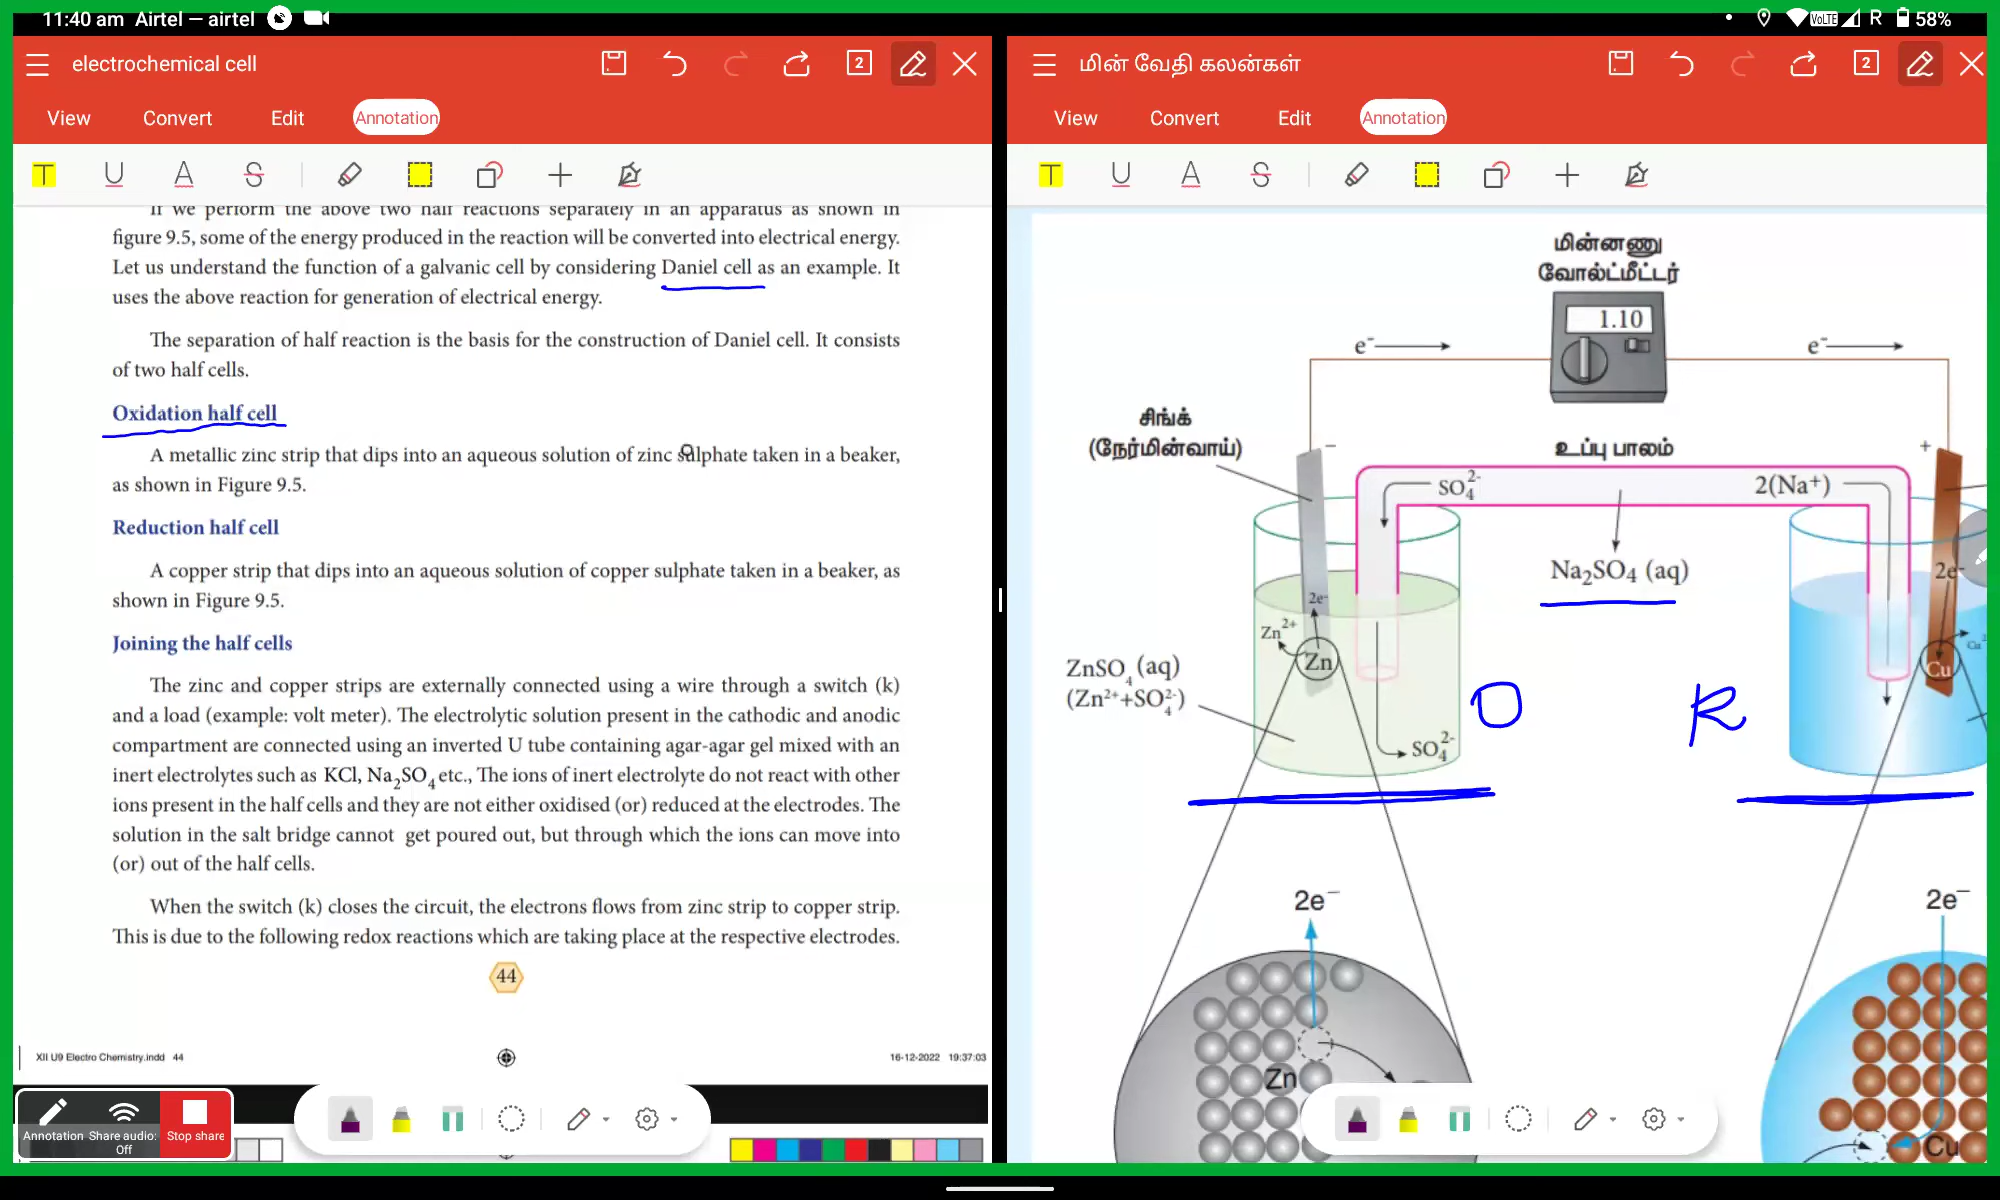 11:40 am Airtel — airtel
VoLTE R 58%
electrochemical cell
2
View Convert Edit Annotation
T U A S
If we perform the above two half reactions separately in an apparatus as shown in
figure 9.5, some of the energy produced in the reaction will be converted into electrical energy.
Let us understand the function of a galvanic cell by considering Daniel cell as an example. It
uses the above reaction for generation of electrical energy.
The separation of half reaction is the basis for the construction of Daniel cell. It consists
of two half cells.
Oxidation half cell
A metallic zinc strip that dips into an aqueous solution of zinc sulphate taken in a beaker,
as shown in Figure 9.5.
Reduction half cell
A copper strip that dips into an aqueous solution of copper sulphate taken in a beaker, as
shown in Figure 9.5.
Joining the half cells
The zinc and copper strips are externally connected using a wire through a switch (k)
and a load (example: volt meter). The electrolytic solution present in the cathodic and anodic
compartment are connected using an inverted U tube containing agar-agar gel mixed with an
inert electrolytes such as KCl, Na₂SO₄ etc., The ions of inert electrolyte do not react with other
ions present in the half cells and they are not either oxidised (or) reduced at the electrodes. The
solution in the salt bridge cannot get poured out, but through which the ions can move into
(or) out of the half cells.
When the switch (k) closes the circuit, the electrons flows from zinc strip to copper strip.
This is due to the following redox reactions which are taking place at the respective electrodes.
44
XII U9 Electro Chemistry.indd 44
16-12-2022 19:37:03
Annotation
Share audio:
Off
Stop share
மின் வேதி கலன்கள்
2
View Convert Edit Annotation
T U A S
மின்னணு
வோல்ட்மீட்டர்
1.10
e⁻
e⁻
சிங்க்
(நேர்மின்வாய்)
−
உப்பு பாலம்
+
SO₄²⁻
2(Na⁺)
Na₂SO₄ (aq)
2e⁻
2e⁻
Zn²⁺
Zn
Cu
ZnSO₄ (aq)
(Zn²⁺+SO₄²⁻)
O
R
SO₄²⁻
2e⁻
2e⁻
Zn
Cu